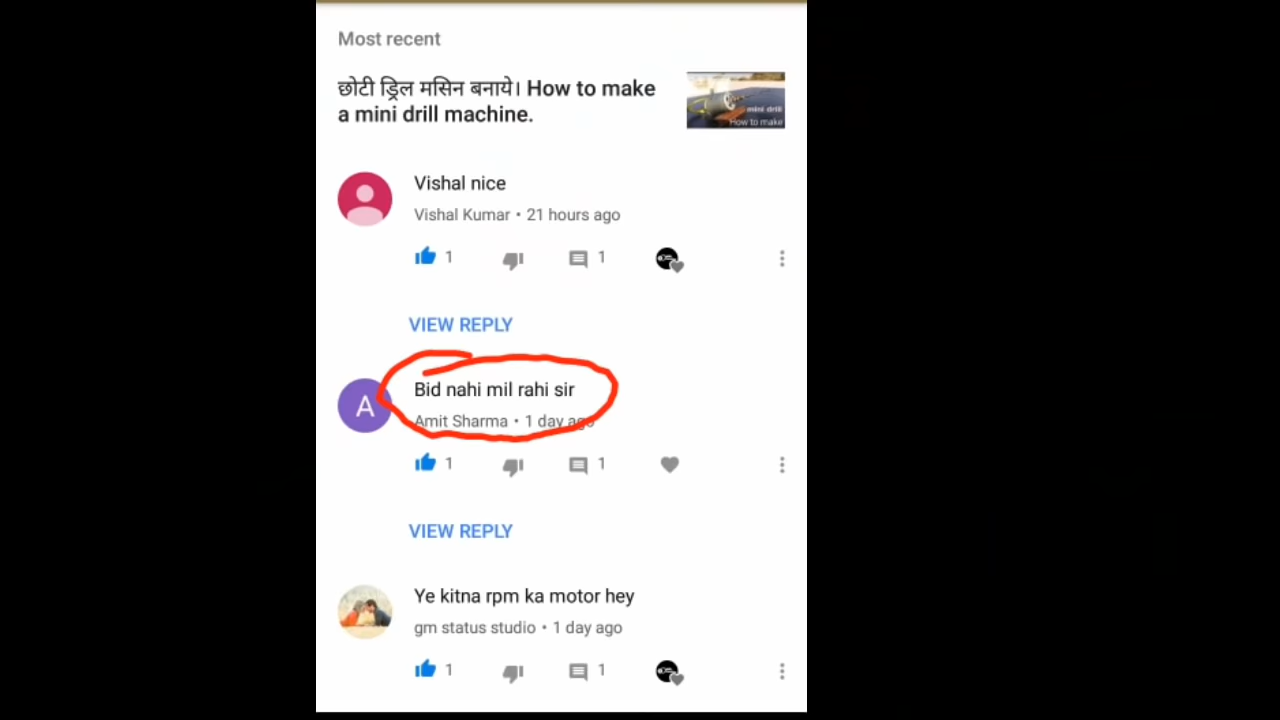 Most recent
छोटी ड्रिल मसिन बनाये। How to make
a mini drill machine.
mini drill
How to make
Vishal nice
Vishal Kumar • 21 hours ago
1
1
VIEW REPLY
Bid nahi mil rahi sir
A
Amit Sharma • 1 day ago
1
1
VIEW REPLY
Ye kitna rpm ka motor hey
gm status studio • 1 day ago
1
1